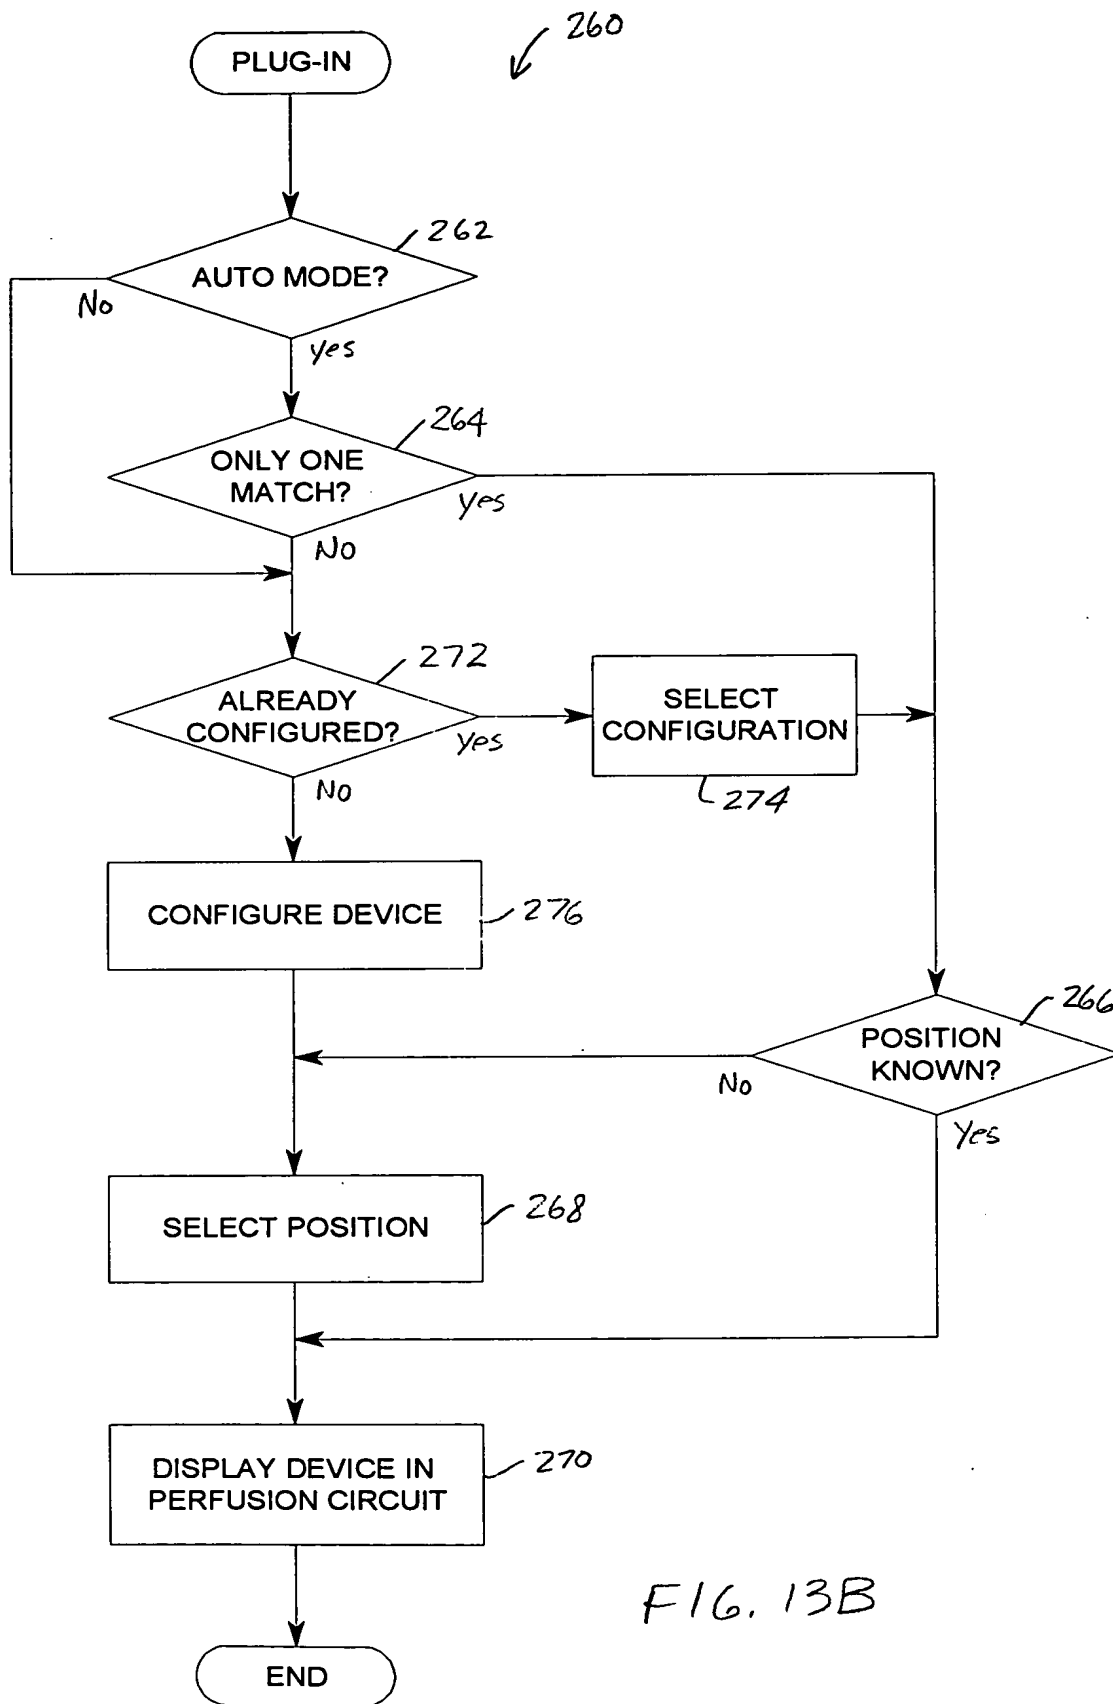 260
PLUG-IN
262
AUTO MODE?
No
yes
264
ONLY ONE
MATCH?
yes
No
272
ALREADY
CONFIGURED?
yes
No
SELECT
CONFIGURATION
274
CONFIGURE DEVICE
276
266
POSITION
KNOWN?
No
Yes
SELECT POSITION
268
DISPLAY DEVICE IN
PERFUSION CIRCUIT
270
END
FIG. 13B